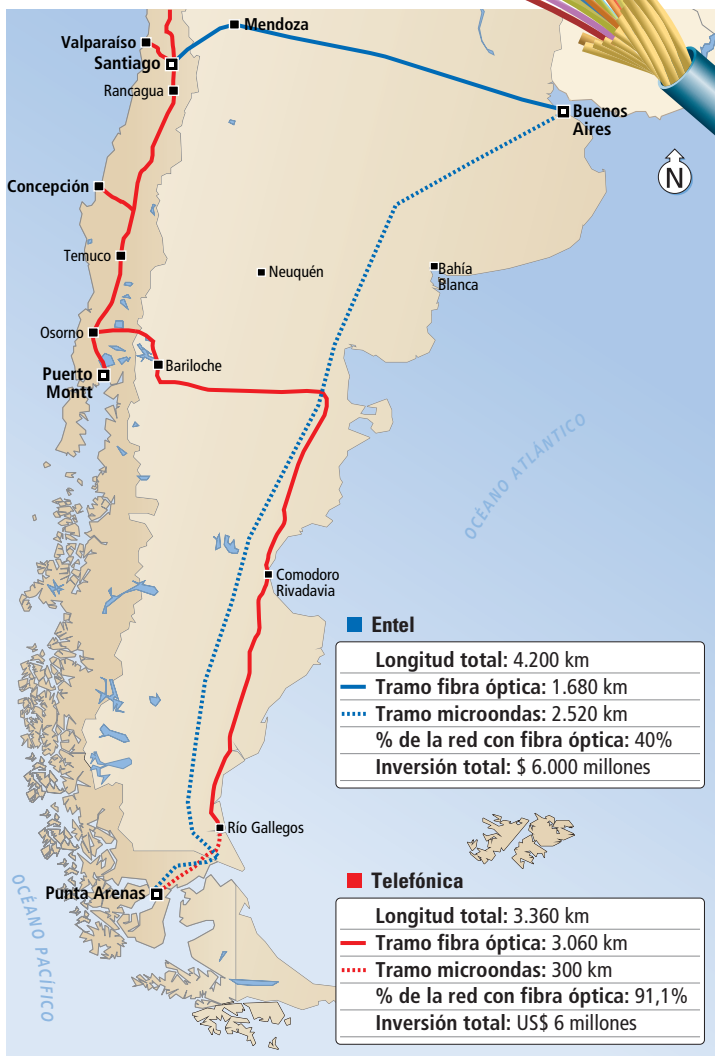 Mendoza
Valparaíso
Santiago
Rancagua
Buenos
Aires
N
Concepción
Temuco
Neuquén
Bahía
Blanca
Osorno
Bariloche
Puerto
Montt
OCÉANO ATLÁNTICO
Comodoro
Rivadavia
Entel
Longitud total: 4.200 km
Tramo fibra óptica: 1.680 km
Tramo microondas: 2.520 km
% de la red con fibra óptica: 40%
Inversión total: $ 6.000 millones
Río Gallegos
Punta Arenas
OCÉANO PACÍFICO
Telefónica
Longitud total: 3.360 km
Tramo fibra óptica: 3.060 km
Tramo microondas: 300 km
% de la red con fibra óptica: 91,1%
Inversión total: US$ 6 millones